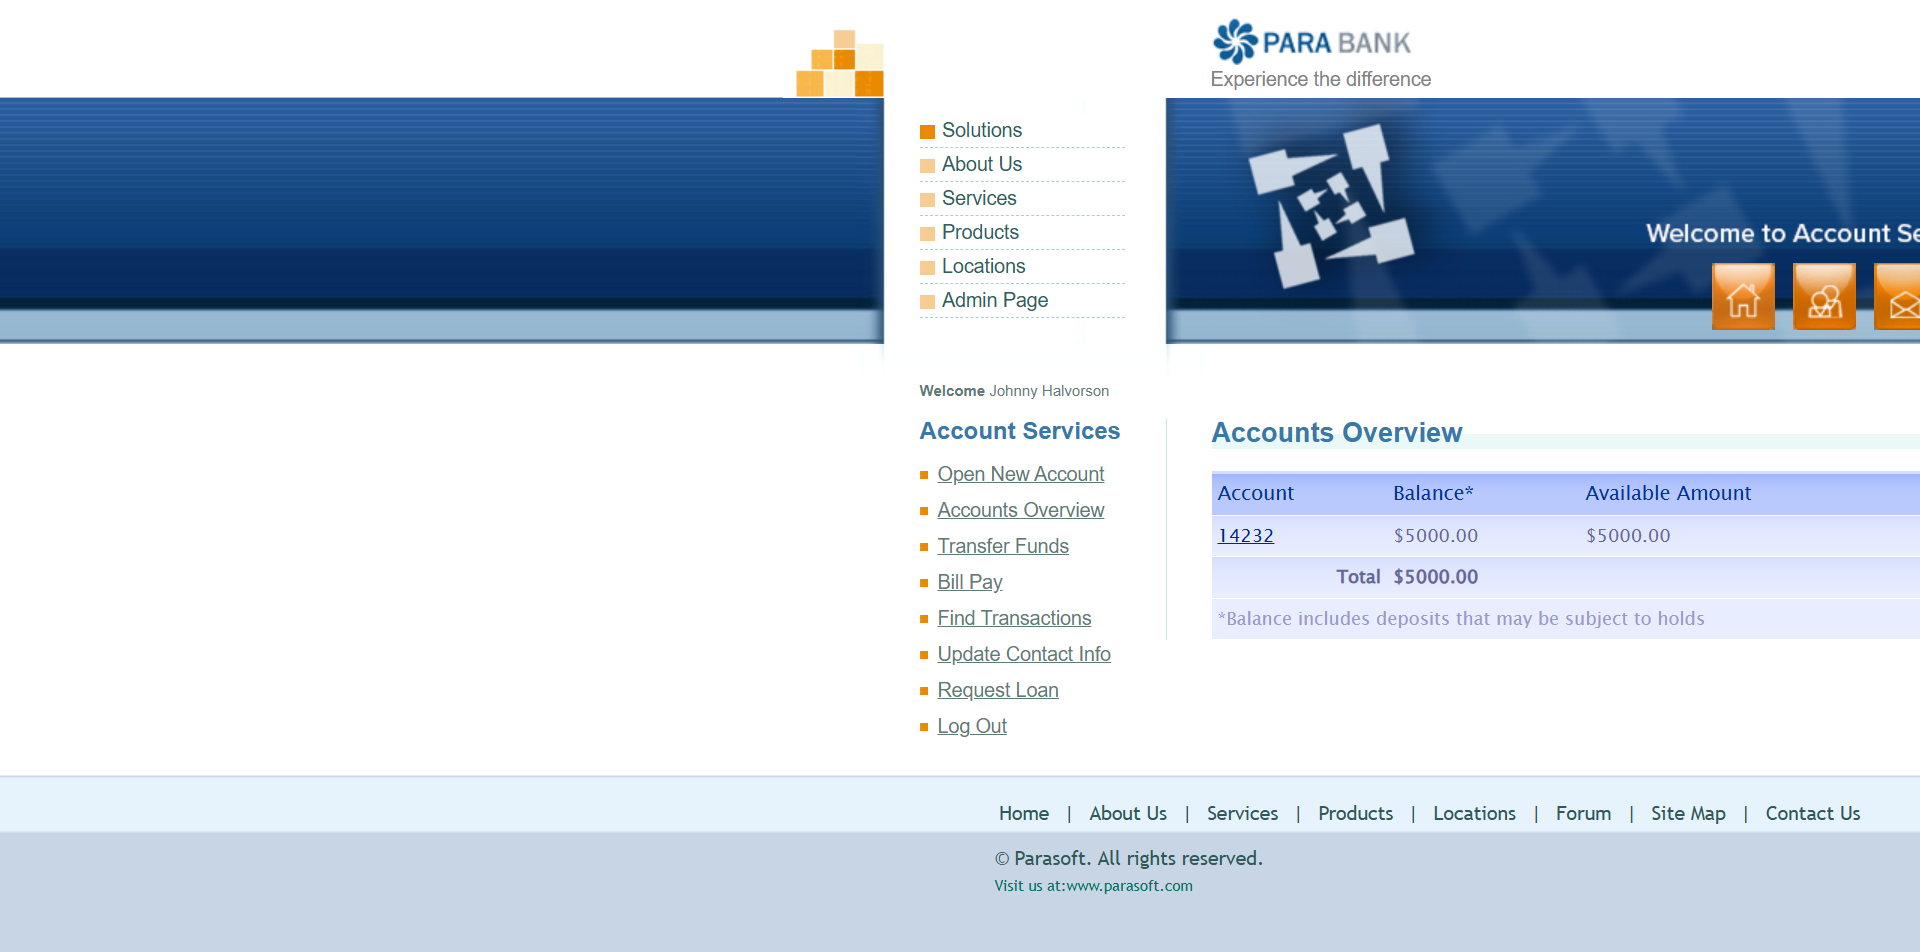 PARA BANK
Experience the difference
Solutions
About Us
Services
Products
Locations
Admin Page
Welcome to Account
Welcome Johnny Halvorson
Account Services
Open New Account
Accounts Overview
Transfer Funds
Bill Pay
Find Transactions
Update Contact Info
Request Loan
Log Out
Accounts Overview
Account Balance* Available Amount
14232 $5000.00 $5000.00
Total $5000.00
*Balance includes deposits that may be subject to holds
Home | About Us | Services | Products | Locations | Forum | Site Map | Contact Us
© Parasoft. All rights reserved.
Visit us at:www.parasoft.com